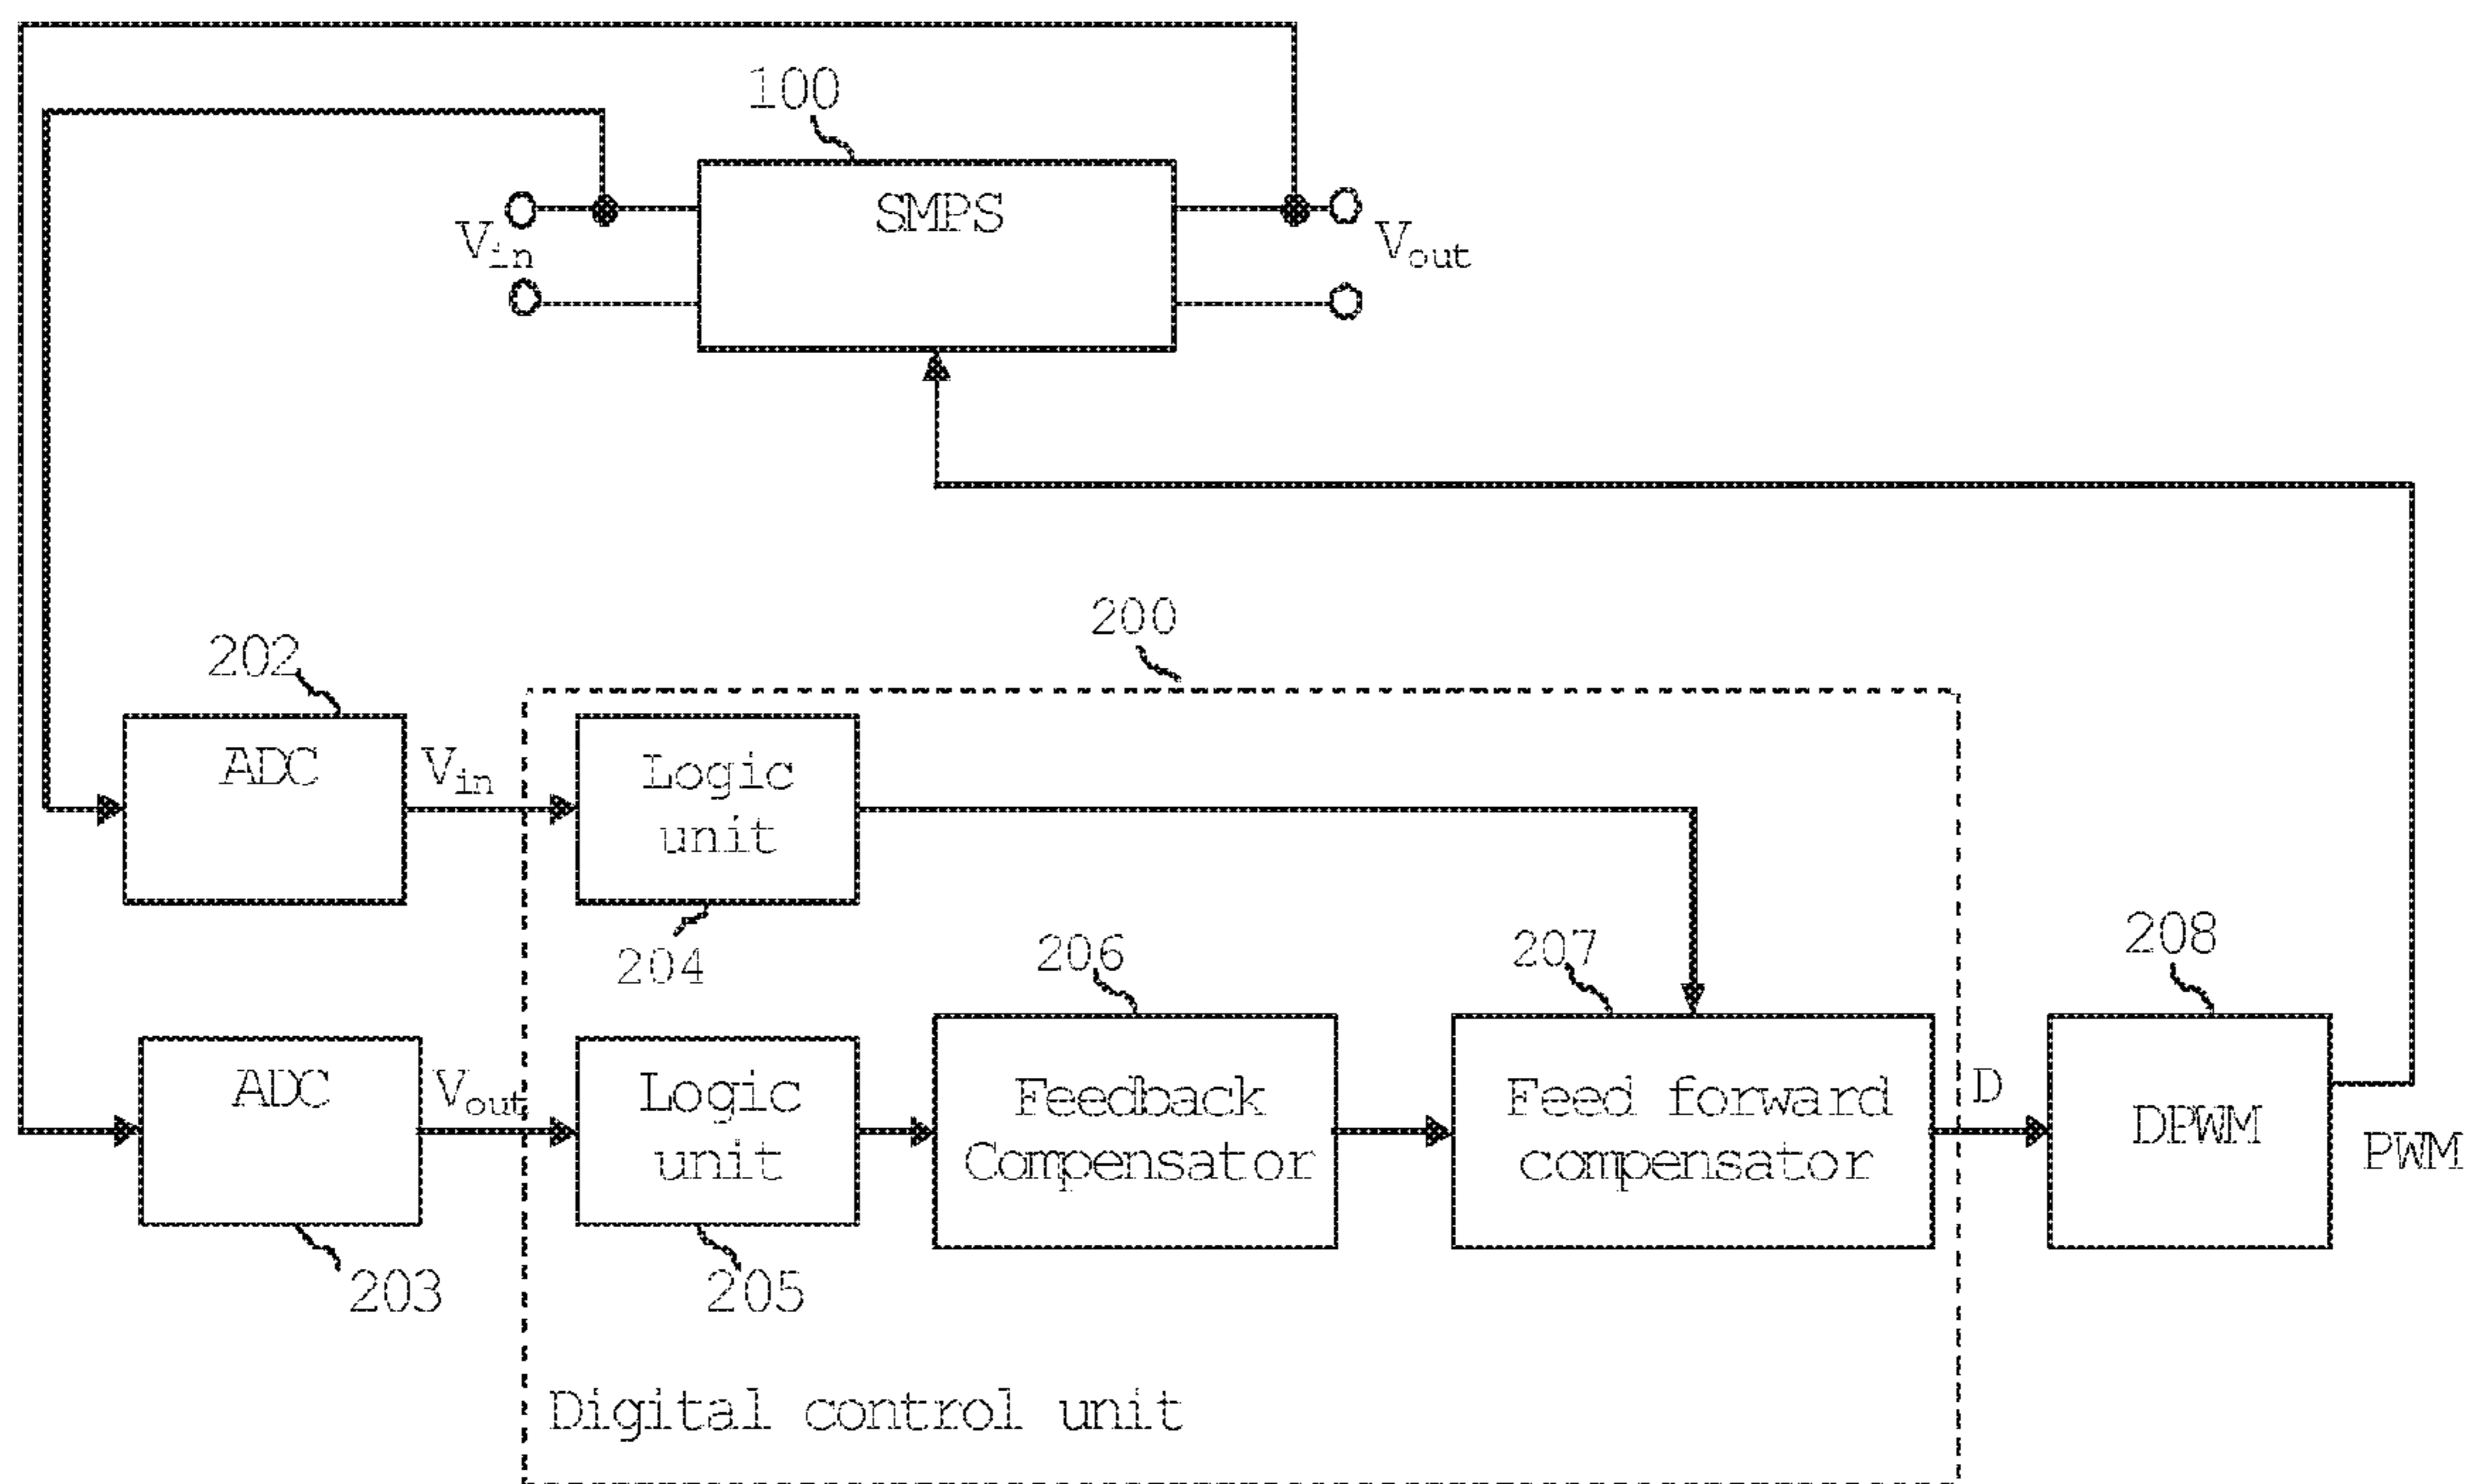 100
SMPS
Vin
Vout
200
202
ADC
Vin
Logic
unit
204
206
207
208
ADC
Vout
Logic
unit
Feedback
Compensator
Feed forward
compensator
D
DPWM
PWM
203
205
Digital control unit